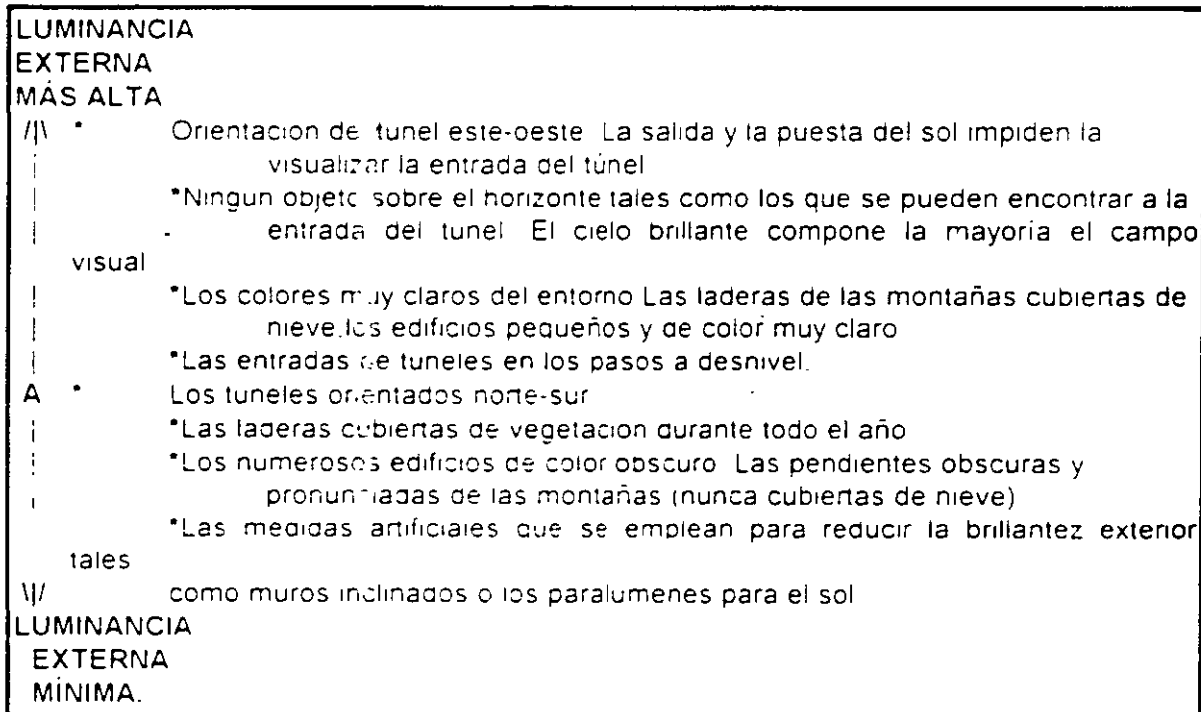 LUMINANCIA
EXTERNA
MÁS ALTA
/|\ * Orientacion de tunel este-oeste La salida y la puesta del sol impiden la
| visualizar la entrada del túnel
| *Ningun objeto sobre el horizonte tales como los que se pueden encontrar a la
| entrada del tunel El cielo brillante compone la mayoria el campo
visual
| *Los colores muy claros del entorno Las laderas de las montañas cubiertas de
| nieve, los edificios pequeños y de color muy claro
| *Las entradas de tuneles en los pasos a desnivel.
A * Los tuneles orientados norte-sur
| *Las laderas cubiertas de vegetacion durante todo el año
| *Los numerosos edificios de color obscuro Las pendientes obscuras y
| pronunciadas de las montañas (nunca cubiertas de nieve)
*Las medidas artificiales que se emplean para reducir la brillantez exterior
tales
\|/ como muros inclinados o los paralumenes para el sol
LUMINANCIA
EXTERNA
MÍNIMA.